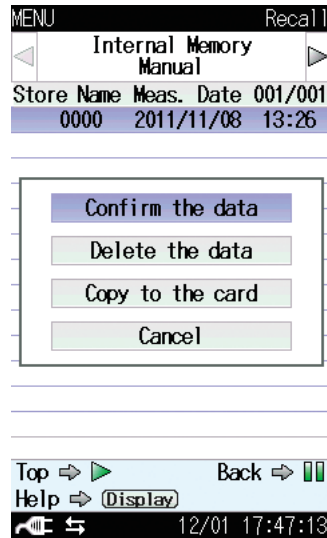 MENU Recall
Internal Memory
Manual
Store Name Meas. Date 001/001
0000 2011/11/08 13:26
Confirm the data
Delete the data
Copy to the card
Cancel
Top Back
Help Display
12/01 17:47:13